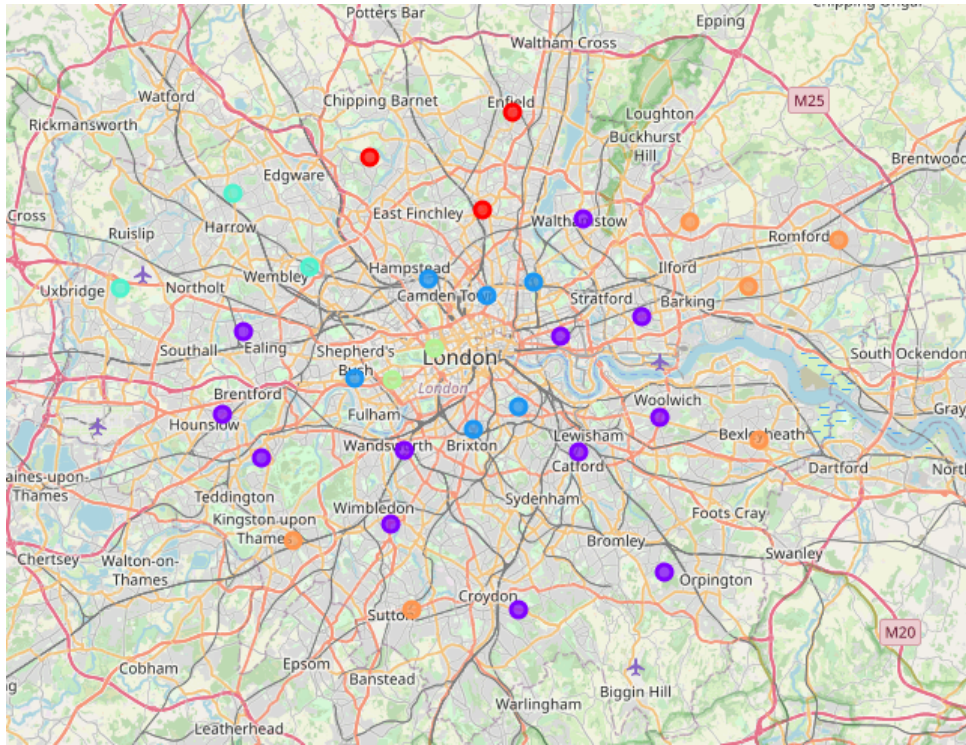 Potters Bar
Epping
Waltham Cross
Watford
Chipping Barnet
Enfield
M25
Loughton
Rickmansworth
Buckhurst
Hill
Brentwood
Edgware
Cross
East Finchley
Walthamstow
Harrow
Ruislip
Romford
Hampstead
Ilford
Wembley
Uxbridge
Northolt
Camden Town
Stratford
Barking
Southall
Ealing
Shepherd's
Bush
London
South Ockendon
London
Brentford
Woolwich
Gray
Fulham
Hounslow
Bexleyheath
Wandsworth
Brixton
Lewisham
Catford
Dartford
North
aines-upon-
Thames
Teddington
Sydenham
Wimbledon
Kingston upon
Thames
Foots Cray
Chertsey
Walton-on-
Thames
Bromley
Swanley
Orpington
Croydon
Sutton
M20
Cobham
Epsom
Banstead
Biggin Hill
Warlingham
Leatherhead